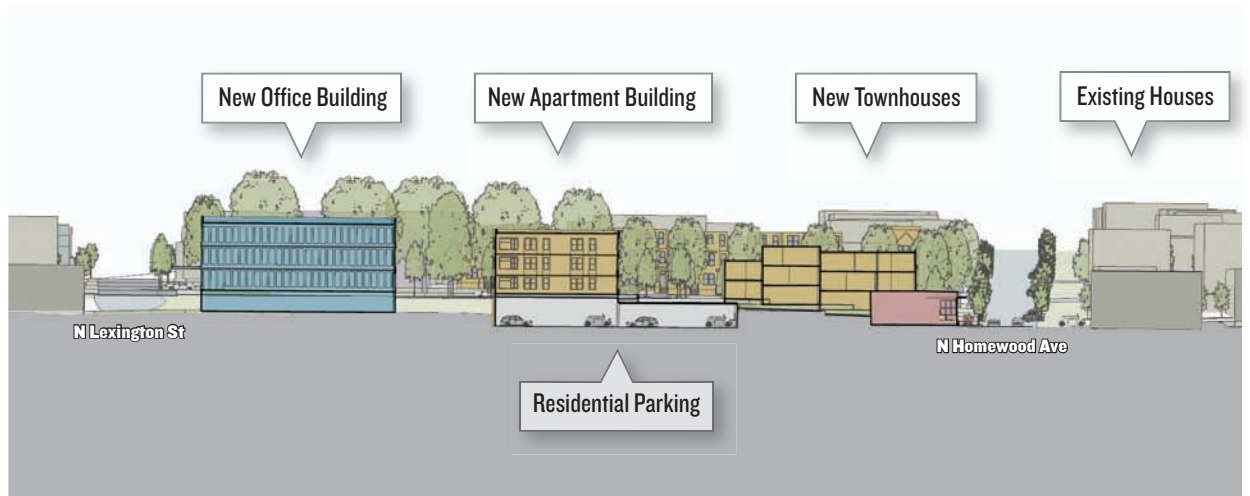 New Office Building
New Apartment Building
New Townhouses
Existing Houses
N Lexington St
N Homewood Ave
Residential Parking